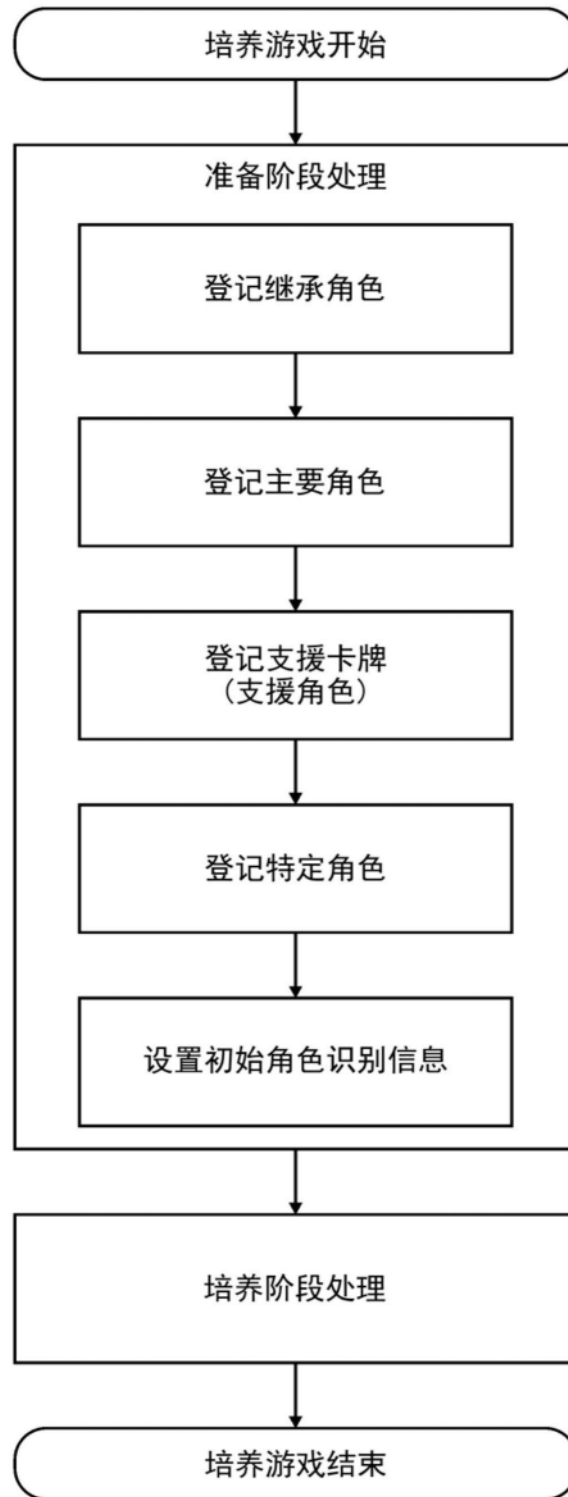 培养游戏开始
准备阶段处理
登记继承角色
登记主要角色
登记支援卡牌
(支援角色)
登记特定角色
设置初始角色识别信息
培养阶段处理
培养游戏结束